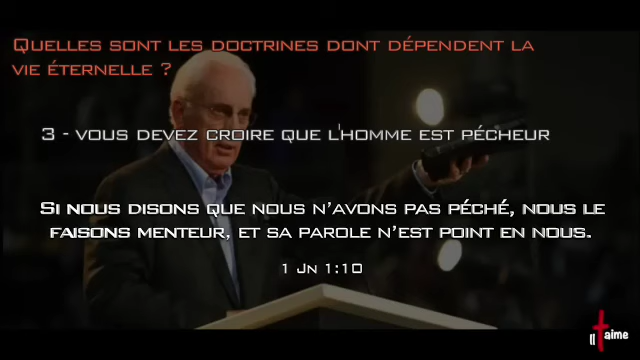 QUELLES SONT LES DOCTRINES DONT DÉPENDENT LA
VIE ÉTERNELLE ?
3 - VOUS DEVEZ CROIRE QUE L'HOMME EST PÉCHEUR
SI NOUS DISONS QUE NOUS N'AVONS PAS PÉCHÉ, NOUS LE
FAISONS MENTEUR, ET SA PAROLE N'EST POINT EN NOUS.
1 JN 1:10
Il t'aime